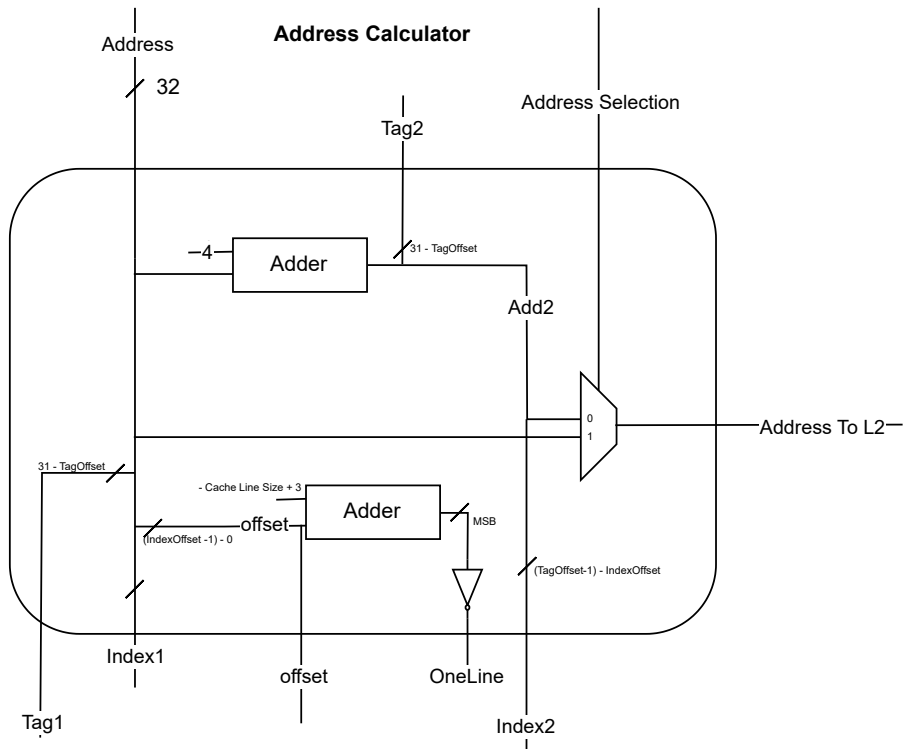 Address Calculator
Address
32
Address Selection
Tag2
31 - TagOffset
−4
Adder
Add2
0
1
Address To L2
31 - TagOffset
- Cache Line Size + 3
Adder
offset
MSB
(IndexOffset -1) - 0
(TagOffset-1) - IndexOffset
Index1
offset
OneLine
Tag1
Index2